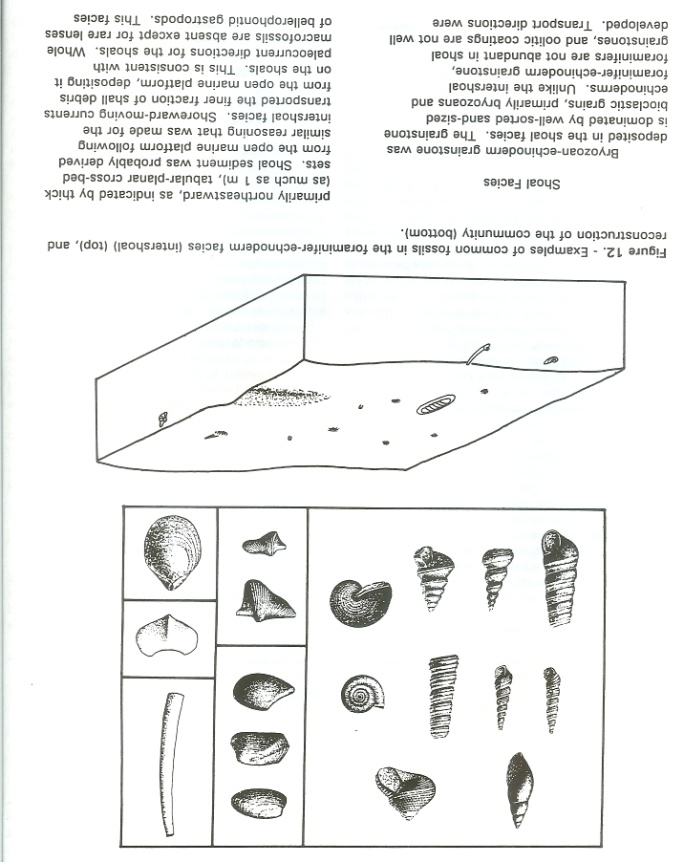 Figure 12. - Examples of common fossils in the foraminifer-echnoderm facies (intershoal) (top), and
reconstruction of the community (bottom).
Shoal Facies
Bryozoan-echinoderm grainstone was
deposited in the shoal facies. The grainstone
is dominated by well-sorted sand-sized
bioclastic grains, primarily bryozoans and
echinoderms. Unlike the intershoal
foraminifer-echinoderm grainstone,
foraminifers are not abundant in shoal
grainstones, and oolitic coatings are not well
developed. Transport directions were
primarily northeastward, as indicated by thick
(as much as 1 m), tabular-planar cross-bed
sets. Shoal sediment was probably derived
from the open marine platform following
similar reasoning that was made for the
intershoal facies. Shoreward-moving currents
transported the finer fraction of shall debris
from the open marine platform, depositing it
on the shoals. This is consistent with
paleocurrent directions for the shoals. Whole
macrofossils are absent except for rare lenses
of bellerophontid gastropods. This facies